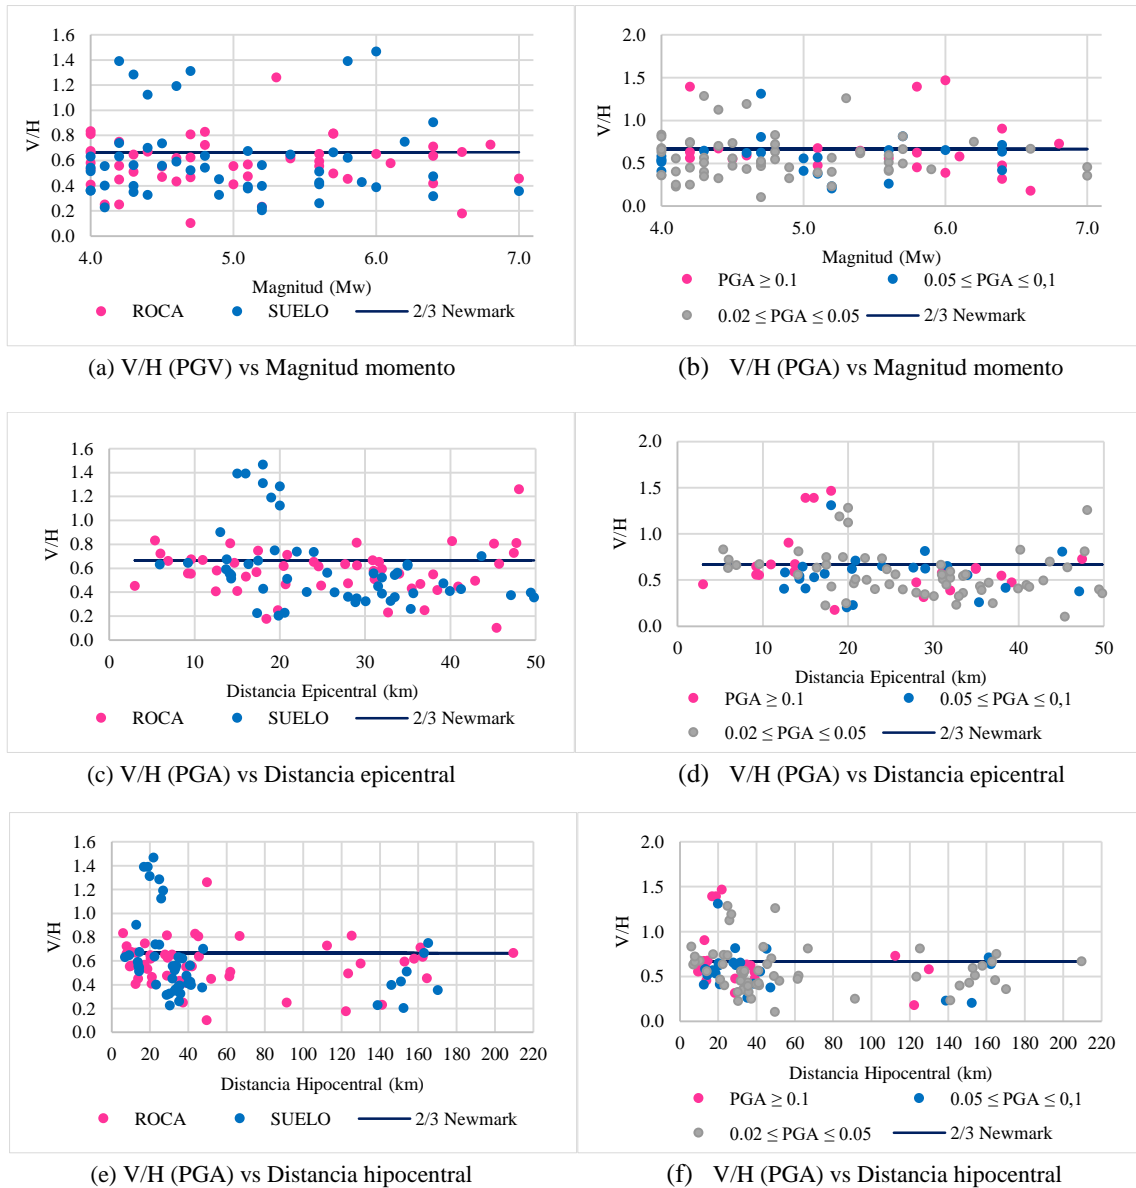 1.6
1.4
1.2
1.0
0.8
0.6
0.4
0.2
0.0
V/H
4.0 5.0 6.0 7.0
Magnitud (Mw)
ROCA SUELO 2/3 Newmark
(a) V/H (PGV) vs Magnitud momento
2.0
1.5
1.0
0.5
0.0
V/H
4.0 5.0 6.0 7.0
Magnitud (Mw)
PGA ≥ 0.1 0.05 ≤ PGA ≤ 0,1
0.02 ≤ PGA ≤ 0.05 2/3 Newmark
(b) V/H (PGA) vs Magnitud momento
1.6
1.4
1.2
1.0
0.8
0.6
0.4
0.2
0.0
V/H
0 10 20 30 40 50
Distancia Epicentral (km)
ROCA SUELO 2/3 Newmark
(c) V/H (PGA) vs Distancia epicentral
2.0
1.5
1.0
0.5
0.0
V/H
0 10 20 30 40 50
Distancia Epicentral (km)
PGA ≥ 0.1 0.05 ≤ PGA ≤ 0,1
0.02 ≤ PGA ≤ 0.05 2/3 Newmark
(d) V/H (PGA) vs Distancia epicentral
1.6
1.4
1.2
1.0
0.8
0.6
0.4
0.2
0.0
V/H
0 20 40 60 80 100 120 140 160 180 200 220
Distancia Hipocentral (km)
ROCA SUELO 2/3 Newmark
(e) V/H (PGA) vs Distancia hipocentral
2.0
1.5
1.0
0.5
0.0
V/H
0 20 40 60 80 100 120 140 160 180 200 220
Distancia Hipocentral (km)
PGA ≥ 0.1 0.05 ≤ PGA ≤ 0,1
0.02 ≤ PGA ≤ 0.05 2/3 Newmark
(f) V/H (PGA) vs Distancia hipocentral